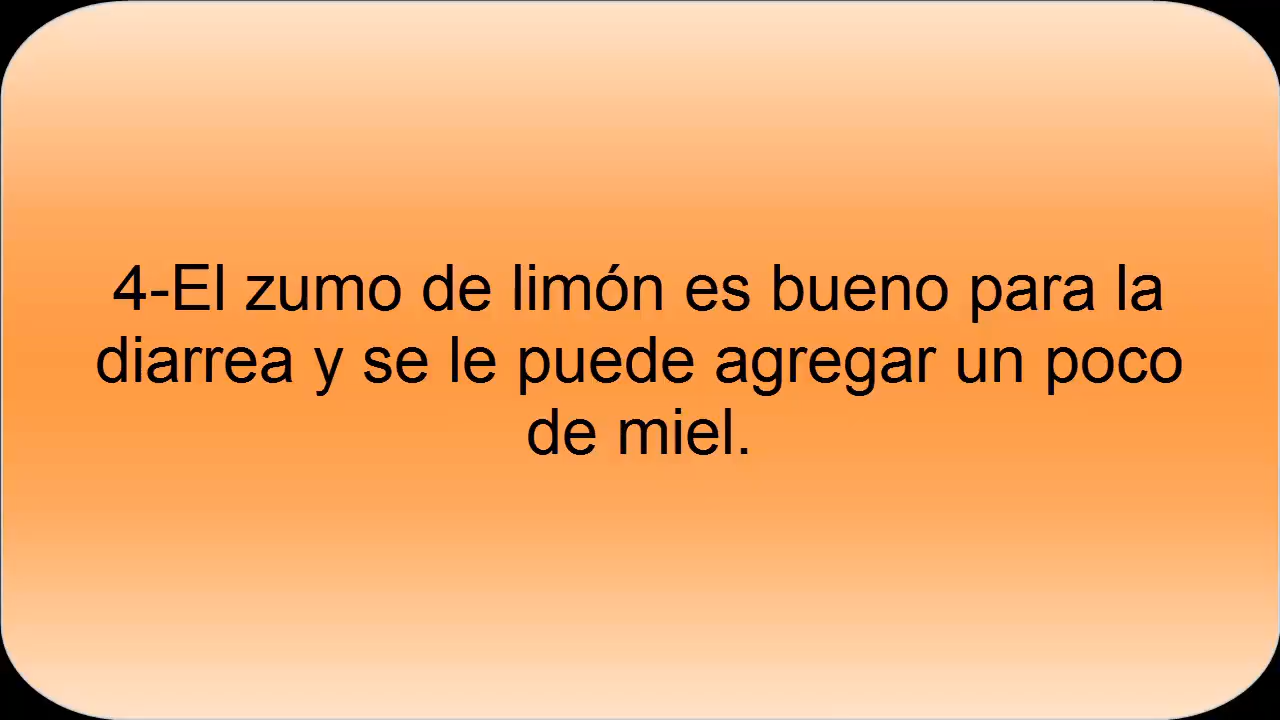 4-El zumo de limón es bueno para la
diarrea y se le puede agregar un poco
de miel.